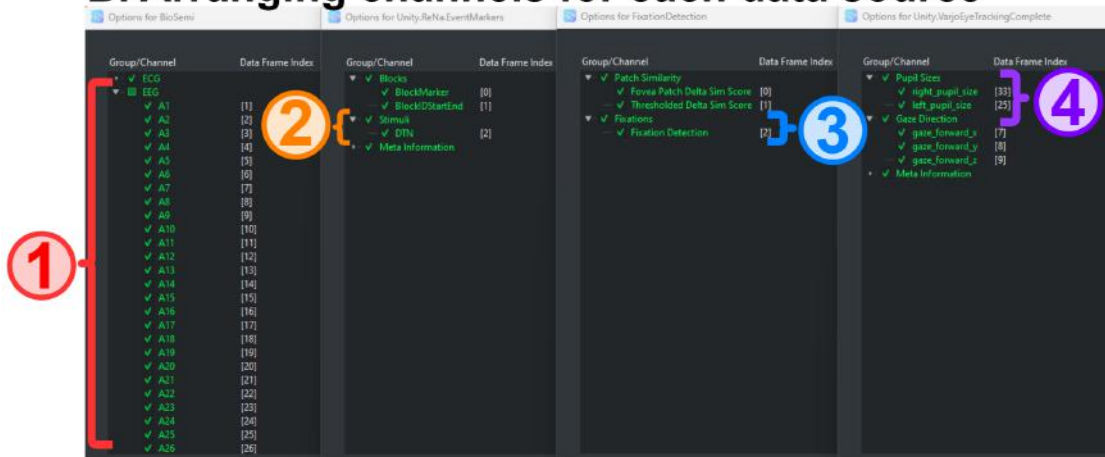 B. Arranging channels for each data source
Options for BioSemi
Group/Channel Data Frame Index
ECG
EEG
A1 [1]
A2 [2]
A3 [3]
A4 [4]
A5 [5]
A6 [6]
A7 [7]
A8 [8]
A9 [9]
A10 [10]
A11 [11]
A12 [12]
A13 [13]
A14 [14]
A15 [15]
A16 [16]
A17 [17]
A18 [18]
A19 [19]
A20 [20]
A21 [21]
A22 [22]
A23 [23]
A24 [24]
A25 [25]
A26 [26]
1
Options for Unity.ReNa.EventMarkers
Group/Channel Data Frame Index
Blocks
BlockMarker [0]
BlockIDStartEnd [1]
Stimuli
DTN [2]
Meta Information
2
Options for FixationDetection
Group/Channel Data Frame Index
Patch Similarity
Fovea Patch Delta Sim Score [0]
Thresholded Delta Sim Score [1]
Fixations
Fixation Detection [2]
3
Options for Unity.VarjoEyeTrackingComplete
Group/Channel Data Frame Index
Pupil Sizes
right_pupil_size [33]
left_pupil_size [25]
Gaze Direction
gaze_forward_x [7]
gaze_forward_y [8]
gaze_forward_z [9]
Meta Information
4